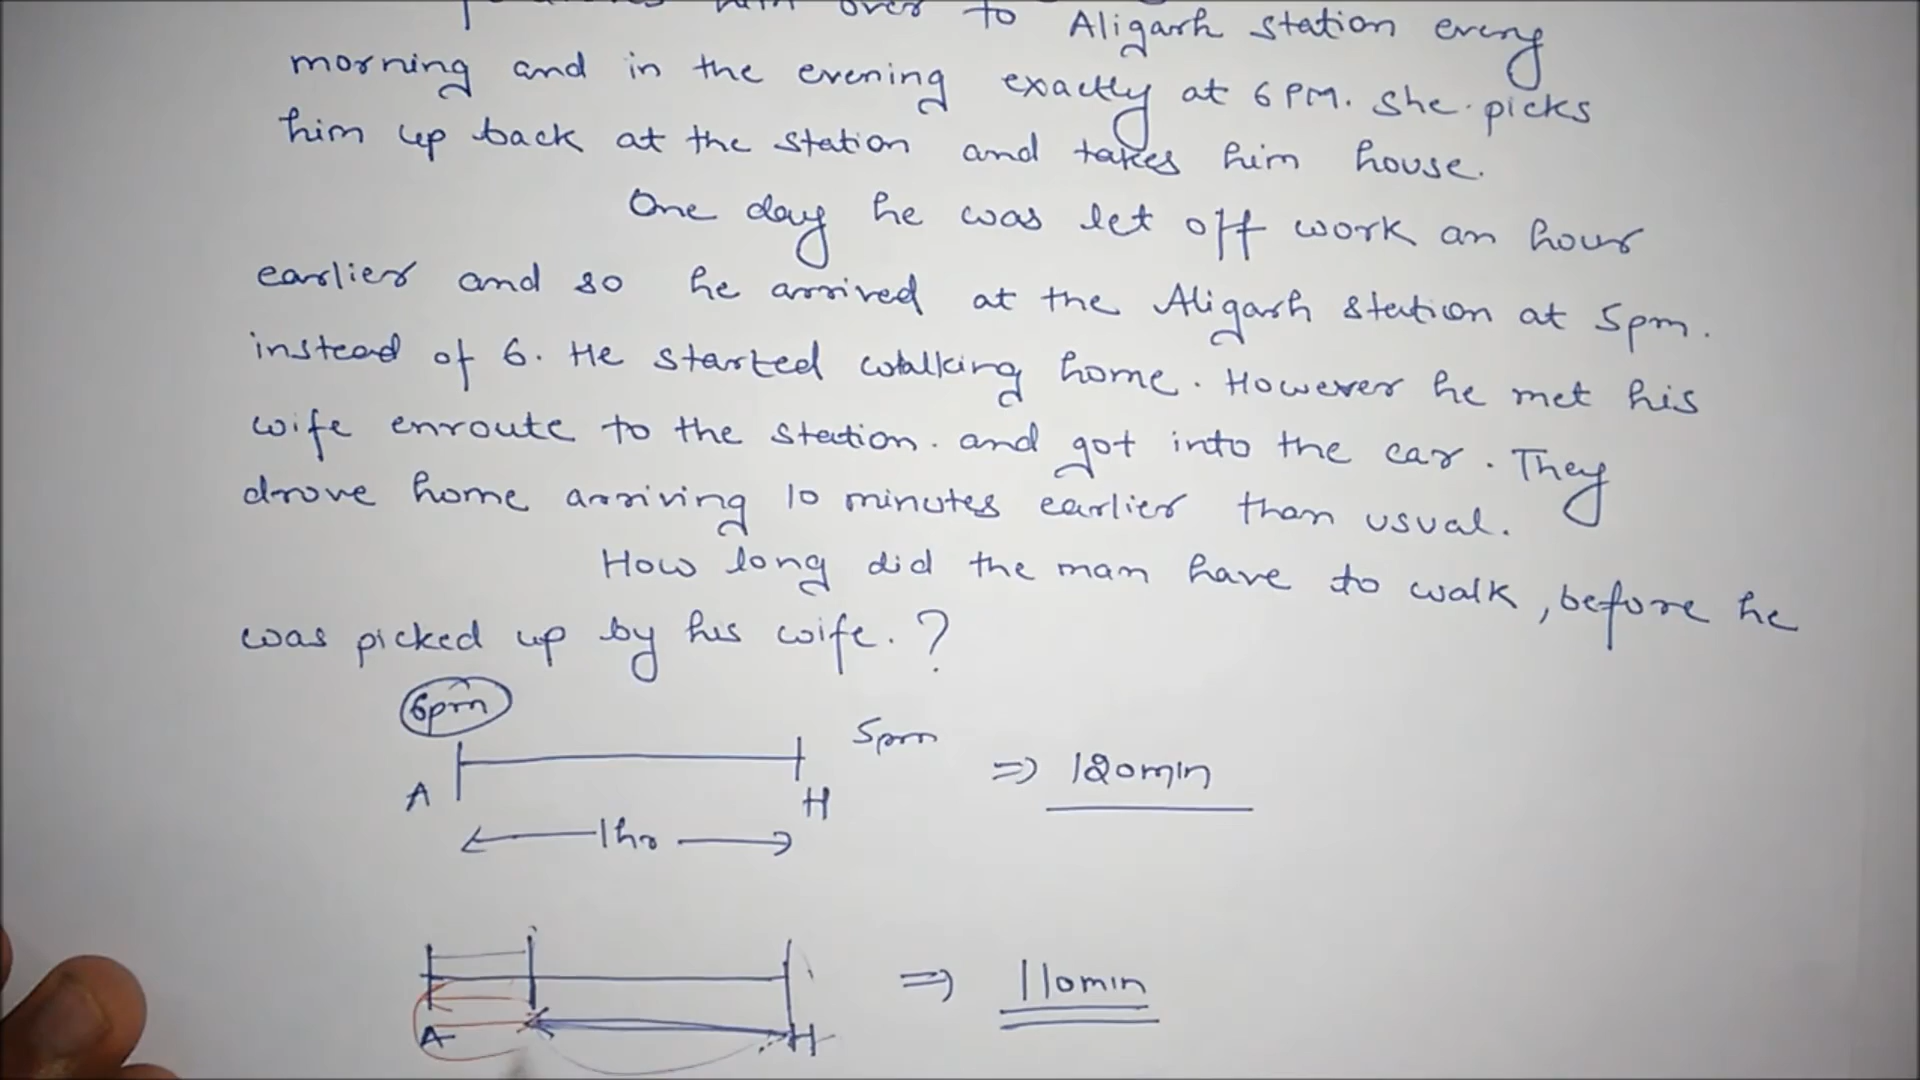 him over to Aligarh station every
morning and in the evening exactly at 6 PM. She picks
him up back at the station and takes him house.
One day he was let off work an hour
earlier and so he arrived at the Aligarh station at 5pm.
instead of 6. He started walking home. However he met his
wife enroute to the station. and got into the car. They
drove home arriving 10 minutes earlier than usual.
How long did the man have to walk, before he
was picked up by his wife.?
6pm
5pm
A H ⇒ 120min
1hr
⇒ 110min
A H